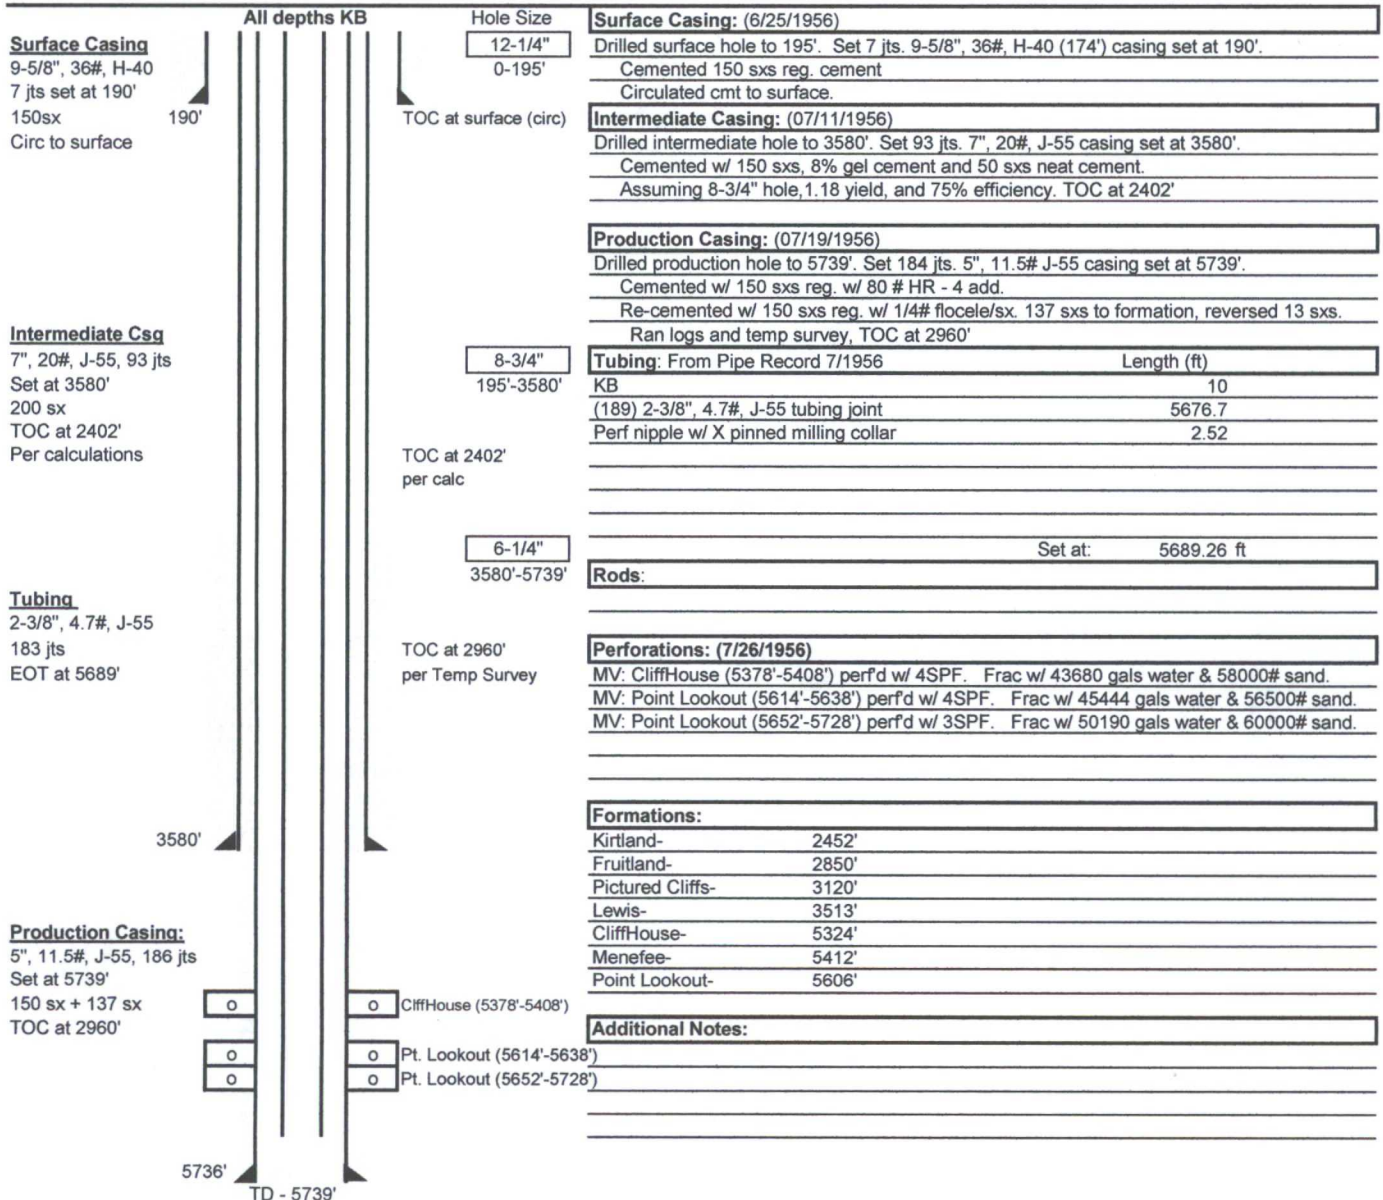 All depths KB
Surface Casing
9-5/8", 36#, H-40
7 jts set at 190'
150sx 190'
Circ to surface
Intermediate Csg
7", 20#, J-55, 93 jts
Set at 3580'
200 sx
TOC at 2402'
Per calculations
Tubing
2-3/8", 4.7#, J-55
183 jts
EOT at 5689'
3580'
Production Casing:
5", 11.5#, J-55, 186 jts
Set at 5739'
150 sx + 137 sx
TOC at 2960'
5736'
TD - 5739'
Hole Size
12-1/4"
0-195'
TOC at surface (circ)
8-3/4"
195'-3580'
TOC at 2402'
per calc
6-1/4"
3580'-5739'
TOC at 2960'
per Temp Survey
o o ClffHouse (5378'-5408')
o o Pt. Lookout (5614'-5638')
o o Pt. Lookout (5652'-5728')
Surface Casing: (6/25/1956)
Drilled surface hole to 195'. Set 7 jts. 9-5/8", 36#, H-40 (174') casing set at 190'.
Cemented 150 sxs reg. cement
Circulated cmt to surface.
Intermediate Casing: (07/11/1956)
Drilled intermediate hole to 3580'. Set 93 jts. 7", 20#, J-55 casing set at 3580'.
Cemented w/ 150 sxs, 8% gel cement and 50 sxs neat cement.
Assuming 8-3/4" hole,1.18 yield, and 75% efficiency. TOC at 2402'
Production Casing: (07/19/1956)
Drilled production hole to 5739'. Set 184 jts. 5", 11.5# J-55 casing set at 5739'.
Cemented w/ 150 sxs reg. w/ 80 # HR - 4 add.
Re-cemented w/ 150 sxs reg. w/ 1/4# flocele/sx. 137 sxs to formation, reversed 13 sxs.
Ran logs and temp survey, TOC at 2960'
Tubing: From Pipe Record 7/1956 Length (ft)
KB 10
(189) 2-3/8", 4.7#, J-55 tubing joint 5676.7
Perf nipple w/ X pinned milling collar 2.52
Set at: 5689.26 ft
Rods:
Perforations: (7/26/1956)
MV: CliffHouse (5378'-5408') perf'd w/ 4SPF. Frac w/ 43680 gals water & 58000# sand.
MV: Point Lookout (5614'-5638') perf'd w/ 4SPF. Frac w/ 45444 gals water & 56500# sand.
MV: Point Lookout (5652'-5728') perf'd w/ 3SPF. Frac w/ 50190 gals water & 60000# sand.
Formations:
Kirtland- 2452'
Fruitland- 2850'
Pictured Cliffs- 3120'
Lewis- 3513'
CliffHouse- 5324'
Menefee- 5412'
Point Lookout- 5606'
Additional Notes: